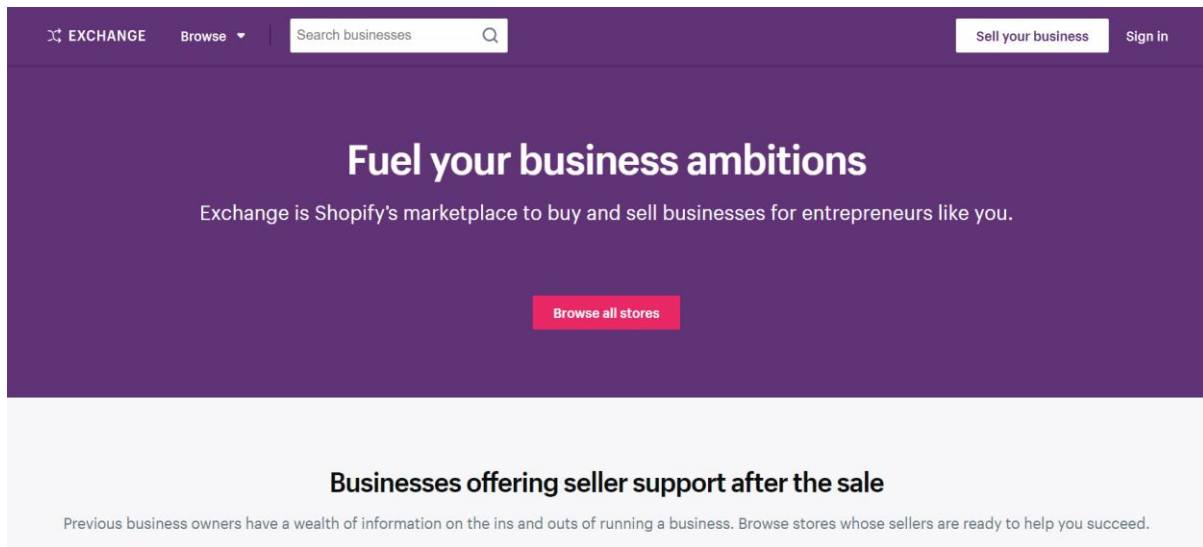 EXCHANGE Browse Search businesses Sell your business Sign in
Fuel your business ambitions
Exchange is Shopify's marketplace to buy and sell businesses for entrepreneurs like you.
Browse all stores
Businesses offering seller support after the sale
Previous business owners have a wealth of information on the ins and outs of running a business. Browse stores whose sellers are ready to help you succeed.